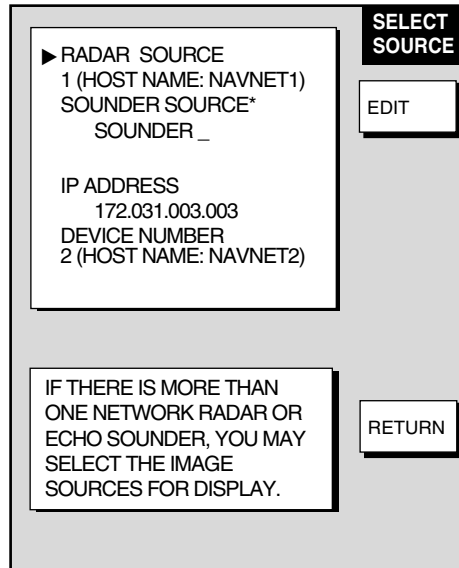 SELECT
SOURCE
▶RADAR SOURCE
1 (HOST NAME: NAVNET1)
SOUNDER SOURCE*
SOUNDER _
IP ADDRESS
172.031.003.003
DEVICE NUMBER
2 (HOST NAME: NAVNET2)
EDIT
IF THERE IS MORE THAN
ONE NETWORK RADAR OR
ECHO SOUNDER, YOU MAY
SELECT THE IMAGE
SOURCES FOR DISPLAY.
RETURN